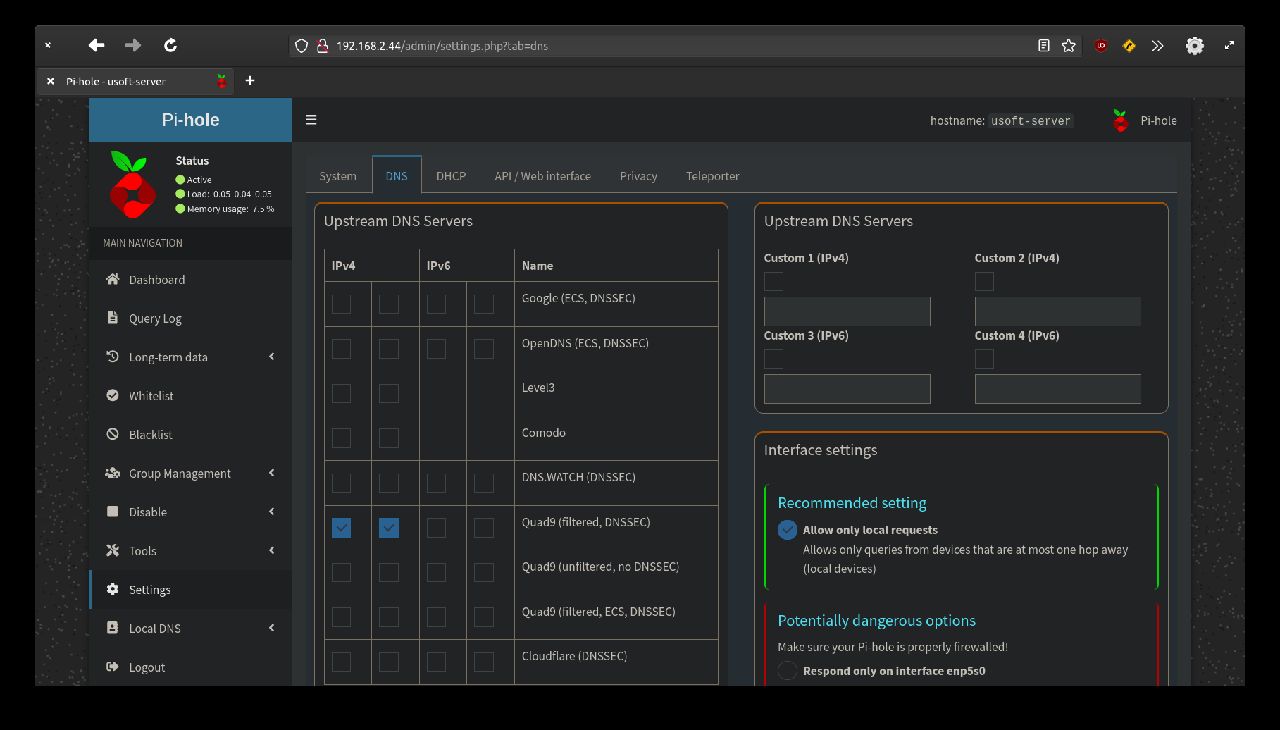 192.168.2.44/admin/settings.php?tab=dns
Pi-hole - usoft-server
Pi-hole
hostname: usoft-server
Pi-hole
Status
Active
Load: 0.05 0.04 0.05
Memory usage: 7.5 %
MAIN NAVIGATION
Dashboard
Query Log
Long-term data
Whitelist
Blacklist
Group Management
Disable
Tools
Settings
Local DNS
Logout
System
DNS
DHCP
API / Web interface
Privacy
Teleporter
Upstream DNS Servers
IPv4 IPv6 Name
Google (ECS, DNSSEC)
OpenDNS (ECS, DNSSEC)
Level3
Comodo
DNS.WATCH (DNSSEC)
Quad9 (filtered, DNSSEC)
Quad9 (unfiltered, no DNSSEC)
Quad9 (filtered, ECS, DNSSEC)
Cloudflare (DNSSEC)
Upstream DNS Servers
Custom 1 (IPv4)
Custom 2 (IPv4)
Custom 3 (IPv6)
Custom 4 (IPv6)
Interface settings
Recommended setting
Allow only local requests
Allows only queries from devices that are at most one hop away
(local devices)
Potentially dangerous options
Make sure your Pi-hole is properly firewalled!
Respond only on interface enp5s0